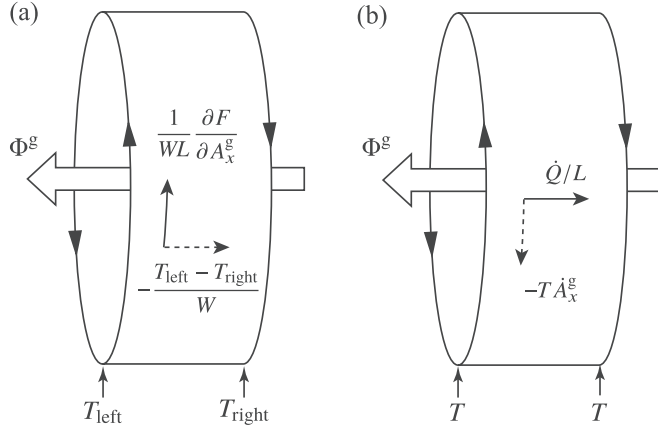 (a)
Φ^g
1/(WL) ∂F/∂A_x^g
−(T_left − T_right)/W
T_left
T_right
(b)
Φ^g
Q̇/L
−TȦ_x^g
T
T